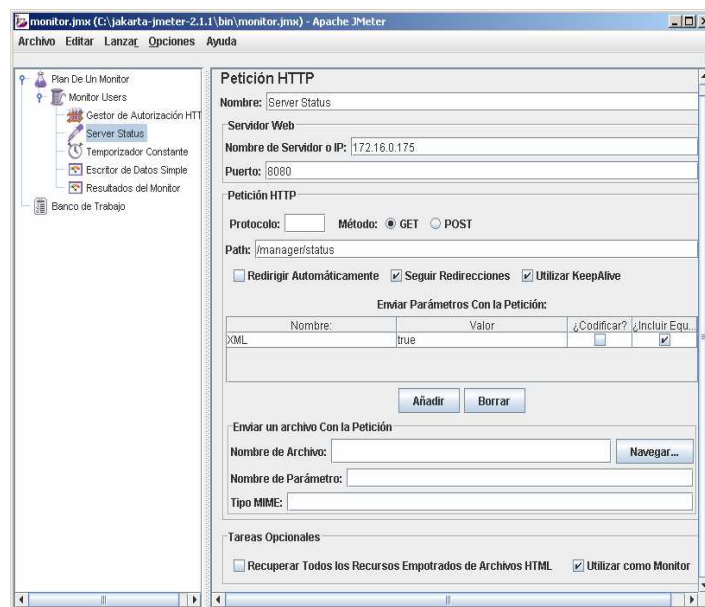 monitor.jmx (C:\jakarta-jmeter-2.1.1\bin\monitor.jmx) - Apache JMeter
Archivo Editar Lanzar Opciones Ayuda
Plan De Un Monitor
Monitor Users
Gestor de Autorización HTT
Server Status
Temporizador Constante
Escritor de Datos Simple
Resultados del Monitor
Banco de Trabajo
Petición HTTP
Nombre: Server Status
Servidor Web
Nombre de Servidor o IP: 172.16.0.175
Puerto: 8080
Petición HTTP
Protocolo: Método: GET POST
Path: /manager/status
Redirigir Automáticamente Seguir Redirecciones Utilizar KeepAlive
Enviar Parámetros Con la Petición:
Nombre: Valor ¿Codificar? ¿Incluir Equ...
XML true
Añadir Borrar
Enviar un archivo Con la Petición
Nombre de Archivo: Navegar...
Nombre de Parámetro:
Tipo MIME:
Tareas Opcionales
Recuperar Todos los Recursos Empotrados de Archivos HTML Utilizar como Monitor